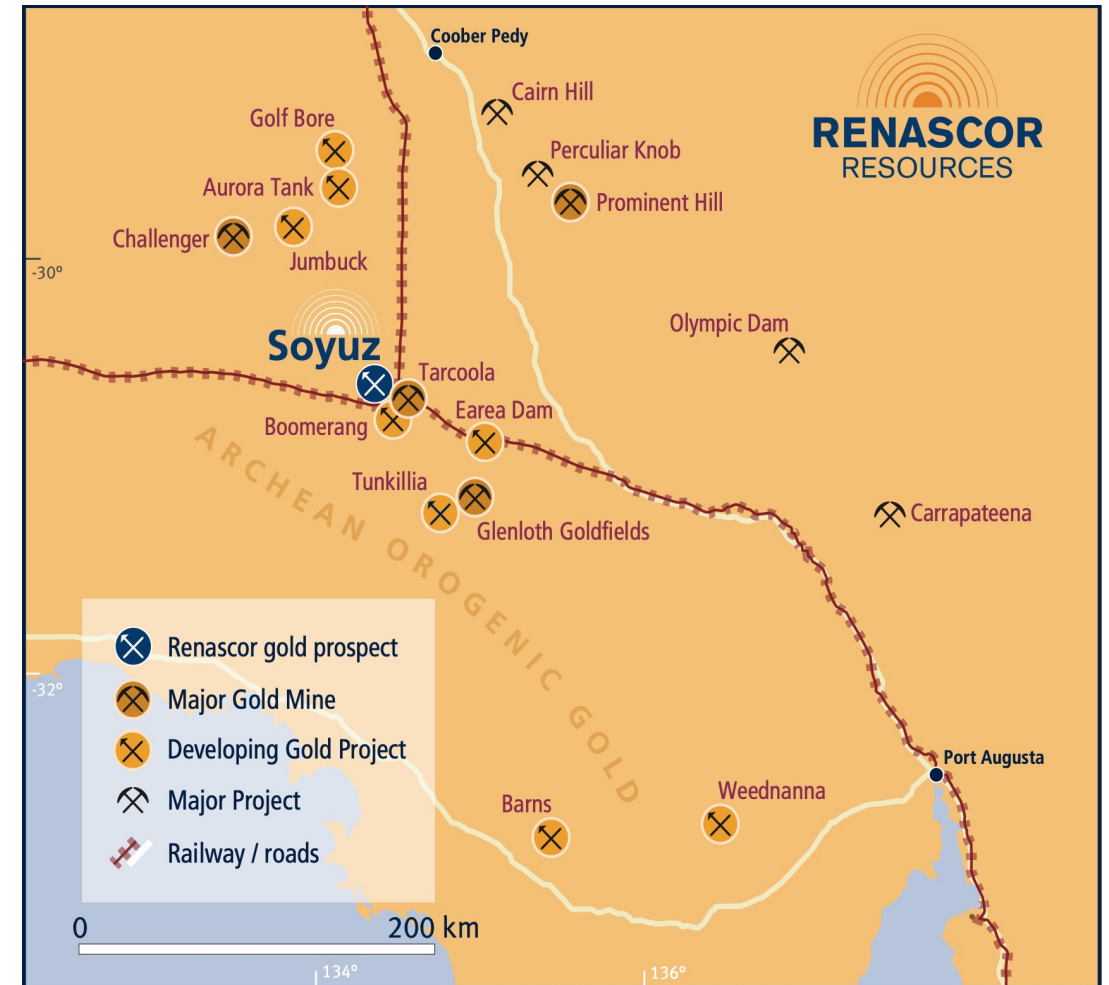 Coober Pedy
Cairn Hill
RENASCOR
RESOURCES
Golf Bore
Perculiar Knob
Aurora Tank
Prominent Hill
Challenger
Jumbuck
-30°
Olympic Dam
Soyuz
Tarcoola
Earea Dam
Boomerang
Tunkillia
Glenloth Goldfields
Carrapateena
ARCHEAN OROGENIC GOLD
Renascor gold prospect
-32°
Major Gold Mine
Developing Gold Project
Major Project
Railway / roads
Port Augusta
Weednanna
Barns
0
200 km
134°
136°